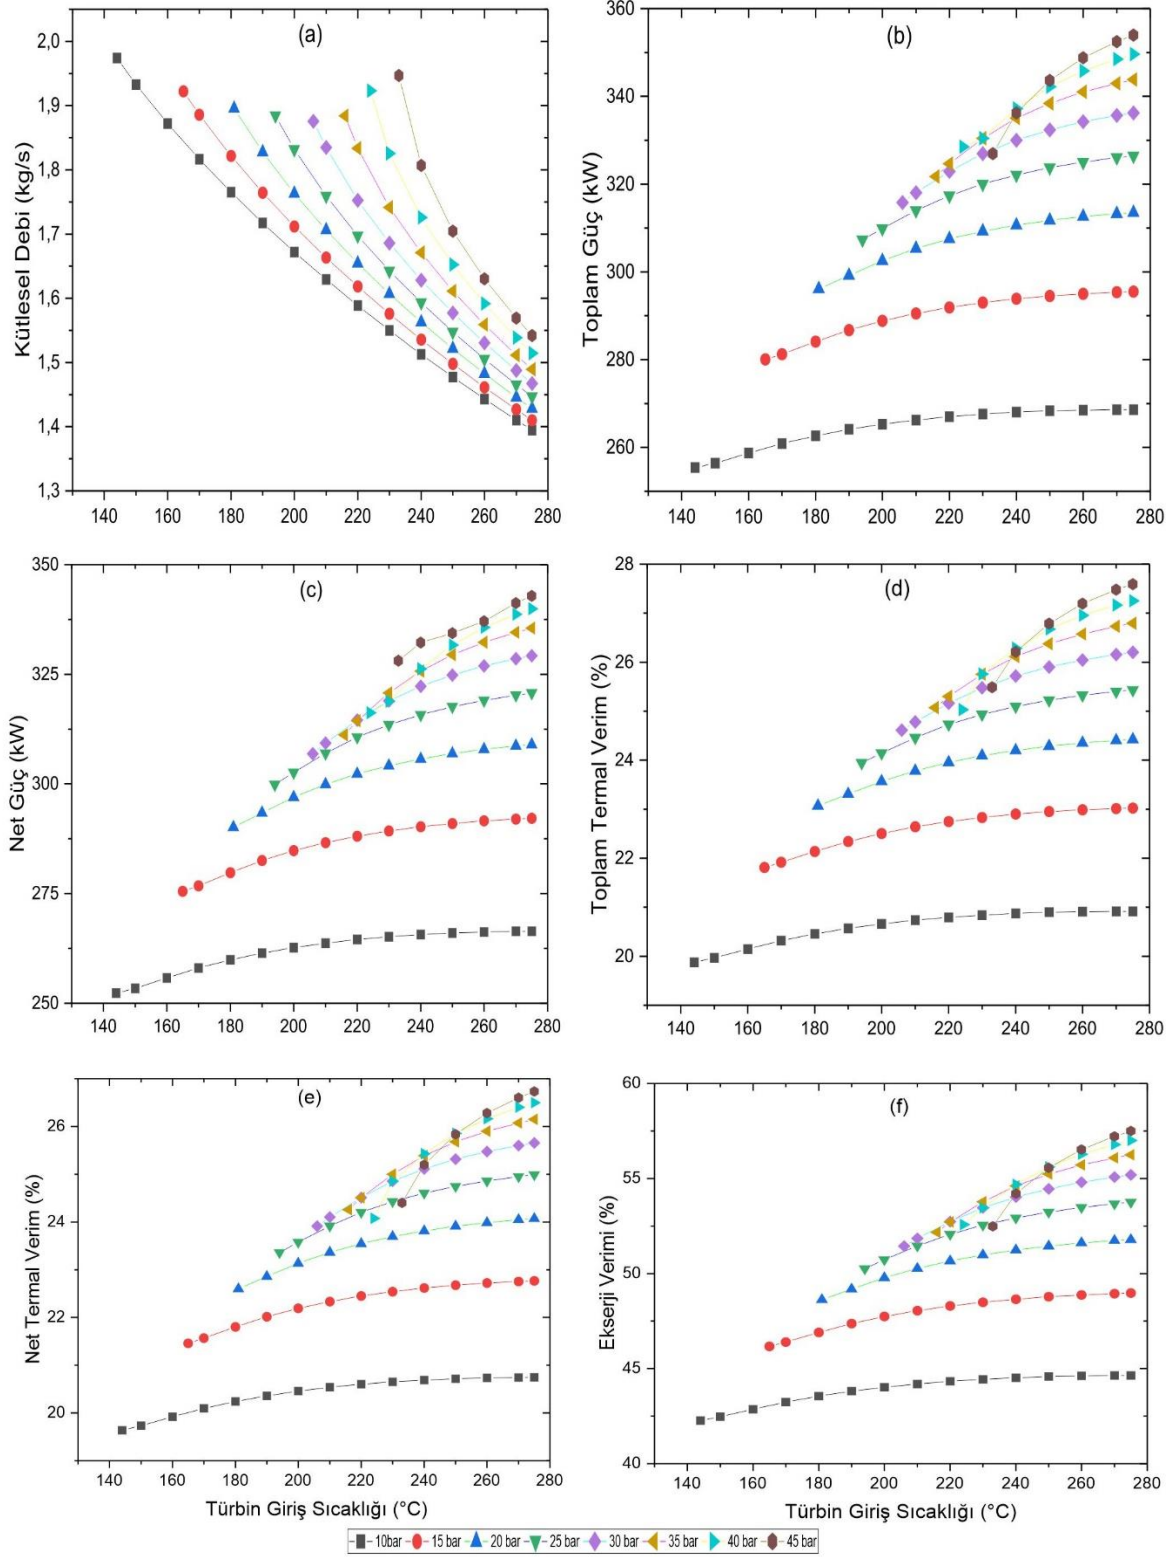 (a)
Kütlesel Debi (kg/s)
2,0
1,9
1,8
1,7
1,6
1,5
1,4
1,3
140 160 180 200 220 240 260 280
(b)
Toplam Güç (kW)
360
340
320
300
280
260
140 160 180 200 220 240 260 280
(c)
Net Güç (kW)
350
325
300
275
250
140 160 180 200 220 240 260 280
(d)
Toplam Termal Verim (%)
28
26
24
22
20
140 160 180 200 220 240 260 280
(e)
Net Termal Verim (%)
26
24
22
20
140 160 180 200 220 240 260 280
Türbin Giriş Sıcaklığı (°C)
(f)
Ekserji Verimi (%)
60
55
50
45
40
140 160 180 200 220 240 260 280
Türbin Giriş Sıcaklığı (°C)
10bar 15 bar 20 bar 25 bar 30 bar 35 bar 40 bar 45 bar